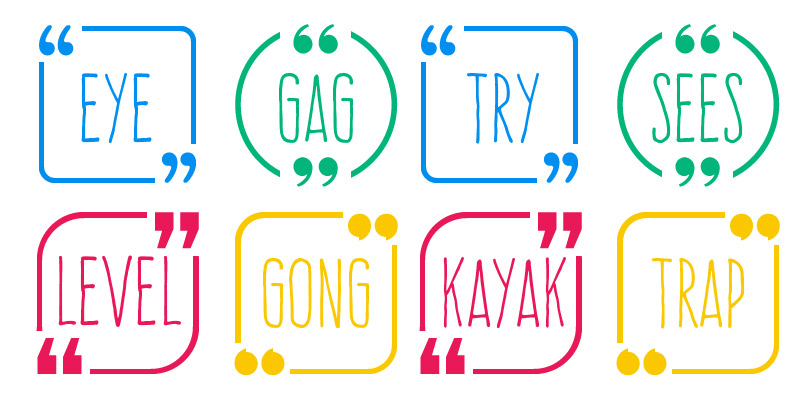 EYE
GAG
TRY
SEES
LEVEL
GONG
KAYAK
TRAP